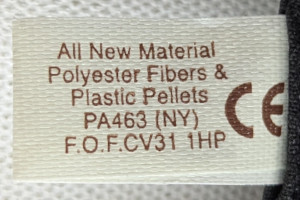 All New Material
Polyester Fibers &
Plastic Pellets
PA463 (NY)
F.O.F.CV31 1HP
CE